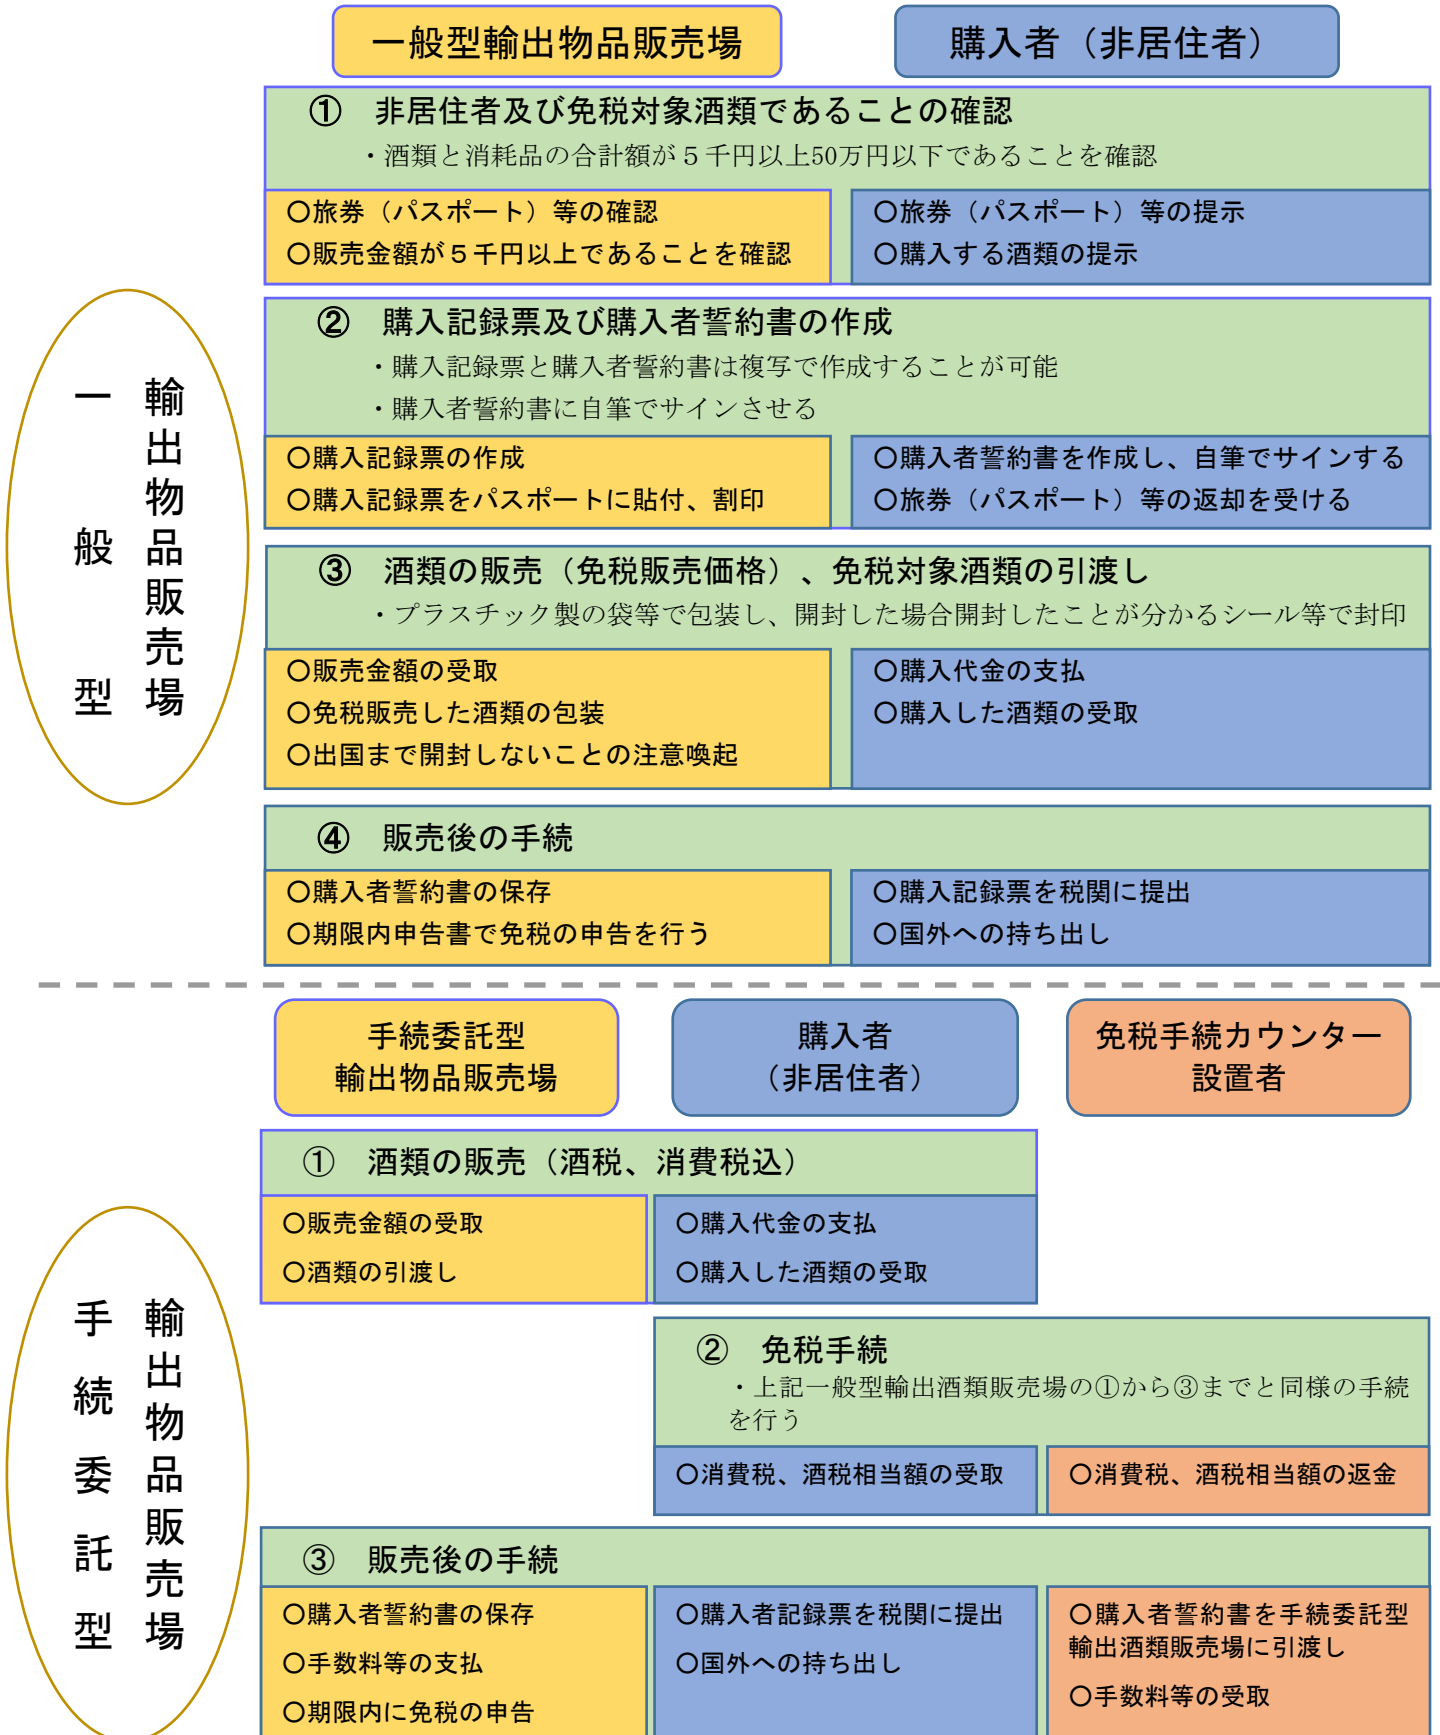 一般型輸出物品販売場
購入者（非居住者）
① 非居住者及び免税対象酒類であることの確認
・酒類と消耗品の合計額が５千円以上50万円以下であることを確認
〇旅券（パスポート）等の確認
〇販売金額が５千円以上であることを確認
〇旅券（パスポート）等の提示
〇購入する酒類の提示
② 購入記録票及び購入者誓約書の作成
・購入記録票と購入者誓約書は複写で作成することが可能
・購入者誓約書に自筆でサインさせる
〇購入記録票の作成
〇購入記録票をパスポートに貼付、割印
〇購入者誓約書を作成し、自筆でサインする
〇旅券（パスポート）等の返却を受ける
③ 酒類の販売（免税販売価格）、免税対象酒類の引渡し
・プラスチック製の袋等で包装し、開封した場合開封したことが分かるシール等で封印
〇販売金額の受取
〇免税販売した酒類の包装
〇出国まで開封しないことの注意喚起
〇購入代金の支払
〇購入した酒類の受取
④ 販売後の手続
〇購入者誓約書の保存
〇期限内申告書で免税の申告を行う
〇購入記録票を税関に提出
〇国外への持ち出し
一般型
輸出物品販売場
手続委託型
輸出物品販売場
購入者
（非居住者）
免税手続カウンター
設置者
① 酒類の販売（酒税、消費税込）
〇販売金額の受取
〇酒類の引渡し
〇購入代金の支払
〇購入した酒類の受取
② 免税手続
・上記一般型輸出酒類販売場の①から③までと同様の手続
を行う
〇消費税、酒税相当額の受取
〇消費税、酒税相当額の返金
③ 販売後の手続
〇購入者誓約書の保存
〇手数料等の支払
〇期限内に免税の申告
〇購入者記録票を税関に提出
〇国外への持ち出し
〇購入者誓約書を手続委託型
輸出酒類販売場に引渡し
〇手数料等の受取
手続委託型
輸出物品販売場